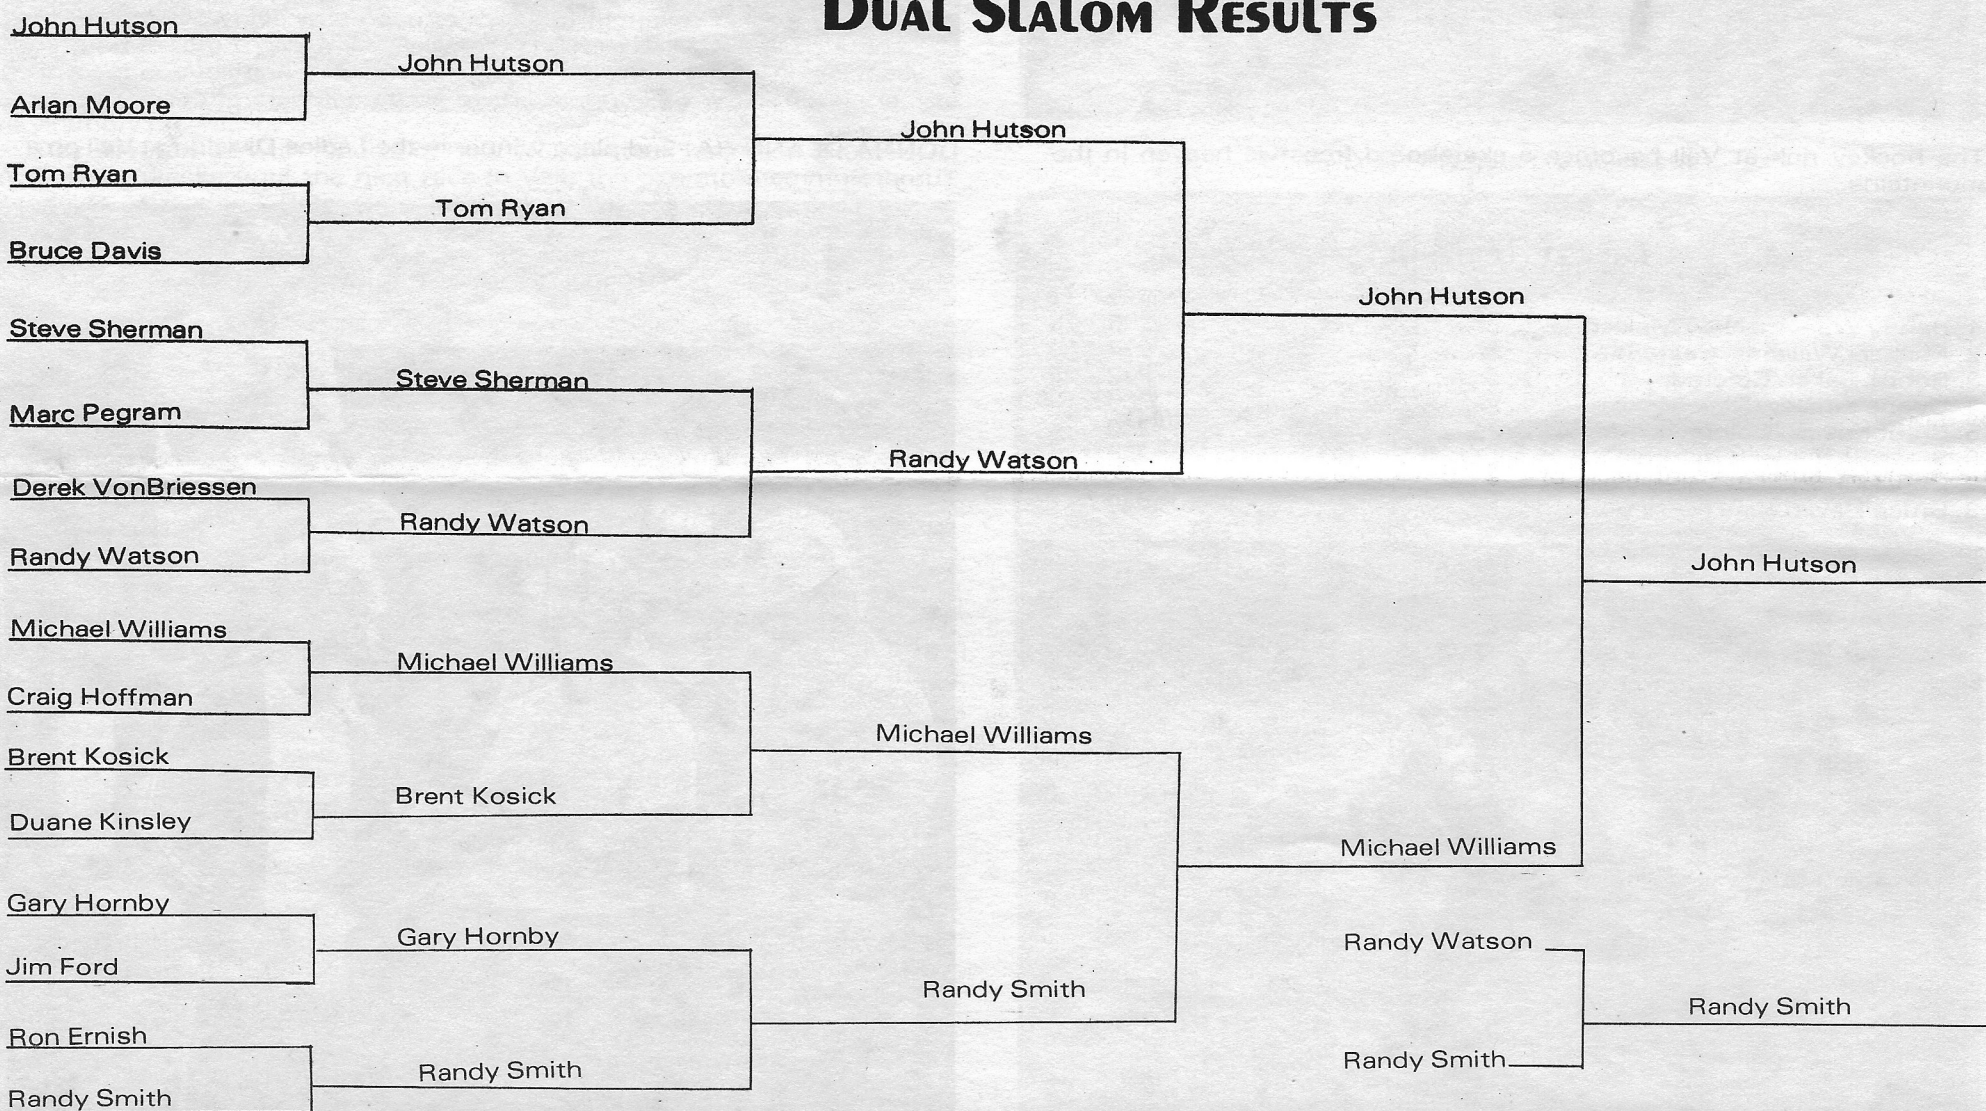 DUAL SLALOM RESULTS
John Hutson
Arlan Moore
Tom Ryan
Bruce Davis
Steve Sherman
Marc Pegram
Derek VonBriessen
Randy Watson
Michael Williams
Craig Hoffman
Brent Kosick
Duane Kinsley
Gary Hornby
Jim Ford
Ron Ernish
Randy Smith
John Hutson
Tom Ryan
Steve Sherman
Randy Watson
Michael Williams
Brent Kosick
Gary Hornby
Randy Smith
John Hutson
Randy Watson
Michael Williams
Randy Smith
John Hutson
Michael Williams
Randy Watson
Randy Smith
John Hutson
Randy Smith